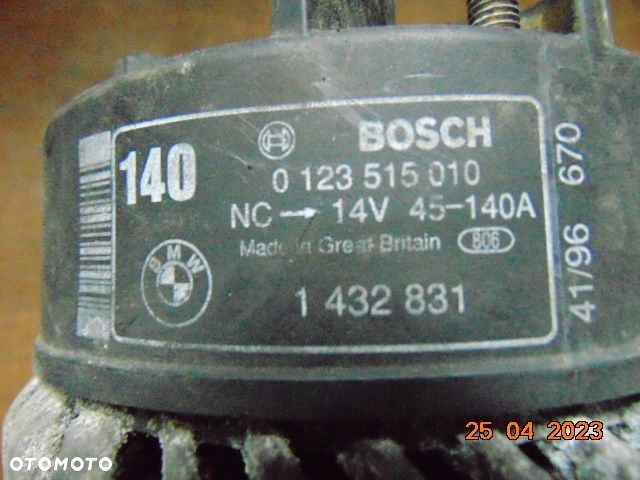 BOSCH
140
0 123 515 010
NC → 14V 45-140A
Made in Great Britain 806
BMW
1 432 831
41/96 670
25 04 2023
OTOMOTO